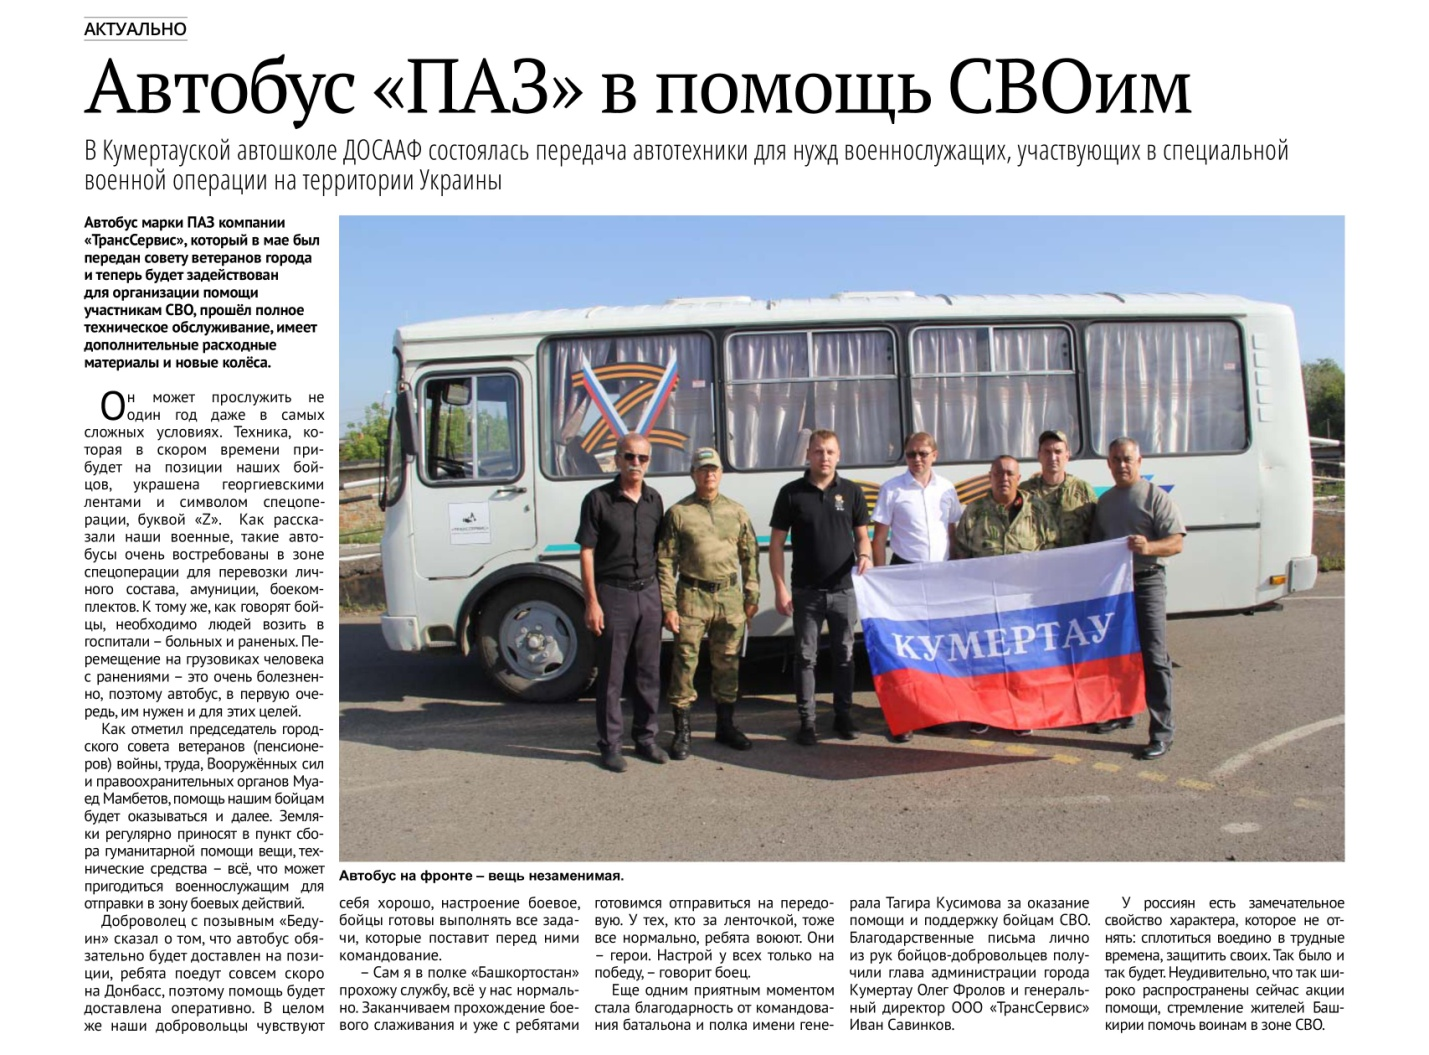 АКТУАЛЬНО
Автобус «ПАЗ» в помощь СВОим
В Кумертауской автошколе ДОСААФ состоялась передача автотехники для нужд военнослужащих, участвующих в специальной
военной операции на территории Украины
Автобус марки ПАЗ компании
«ТрансСервис», который в мае был
передан совету ветеранов города
и теперь будет задействован
для организации помощи
участникам СВО, прошёл полное
техническое обслуживание, имеет
дополнительные расходные
материалы и новые колёса.
Он может прослужить не
один год даже в самых
сложных условиях. Техника, ко-
торая в скором времени при-
будет на позиции наших бой-
цов, украшена георгиевскими
лентами и символом спецопе-
рации, буквой «Z». Как расска-
зали наши военные, такие авто-
бусы очень востребованы в зоне
спецоперации для перевозки лич-
ного состава, амуниции, боеком-
плектов. К тому же, как говорят бой-
цы, необходимо людей возить в
госпитали – больных и раненых. Пе-
ремещение на грузовиках человека
с ранениями – это очень болезнен-
но, поэтому автобус, в первую оче-
редь, им нужен и для этих целей.
Как отметил председатель город-
ского совета ветеранов (пенсионе-
ров) войны, труда, Вооружённых сил
и правоохранительных органов Муа-
ед Мамбетов, помощь нашим бойцам
будет оказываться и далее. Земля-
ки регулярно приносят в пункт сбо-
ра гуманитарной помощи вещи, тех-
нические средства – всё, что может
пригодиться военнослужащим для
отправки в зону боевых действий.
Доброволец с позывным «Беду-
ин» сказал о том, что автобус обя-
зательно будет доставлен на пози-
ции, ребята поедут совсем скоро
на Донбасс, поэтому помощь будет
доставлена оперативно. В целом
же наши добровольцы чувствуют
«ТРАНССЕРВИС»
КУМЕРТАУ
Автобус на фронте – вещь незаменимая.
себя хорошо, настроение боевое,
бойцы готовы выполнять все зада-
чи, которые поставит перед ними
командование.
– Сам я в полке «Башкортостан»
прохожу службу, всё у нас нормаль-
но. Заканчиваем прохождение бое-
вого слаживания и уже с ребятами
готовимся отправиться на передо-
вую. У тех, кто за ленточкой, тоже
все нормально, ребята воюют. Они
– герои. Настрой у всех только на
победу, – говорит боец.
Еще одним приятным моментом
стала благодарность от командова-
ния батальона и полка имени гене-
рала Тагира Кусимова за оказание
помощи и поддержку бойцам СВО.
Благодарственные письма лично
из рук бойцов-добровольцев полу-
чили глава администрации города
Кумертау Олег Фролов и генераль-
ный директор ООО «ТрансСервис»
Иван Савинков.
У россиян есть замечательное
свойство характера, которое не от-
нять: сплотиться воедино в трудные
времена, защитить своих. Так было и
так будет. Неудивительно, что так ши-
роко распространены сейчас акции
помощи, стремление жителей Баш-
кирии помочь воинам в зоне СВО.